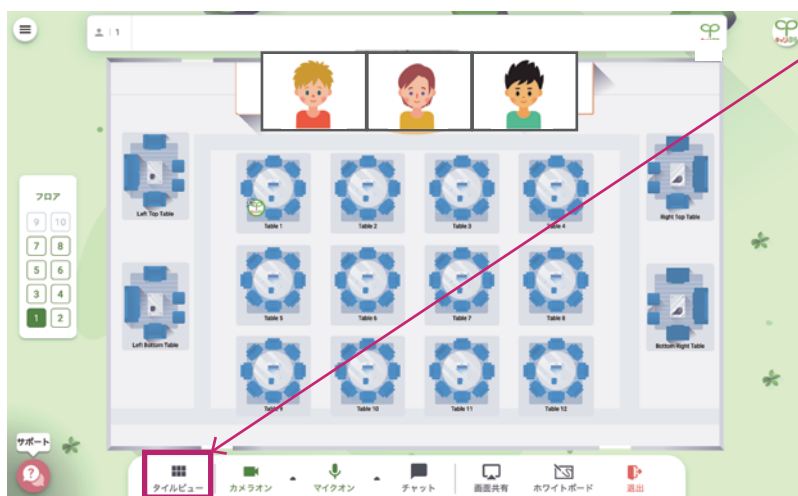 1
フロア
9 10
7 8
5 6
3 4
1 2
Left Top Table
Table 1
Table 2
Table 3
Table 4
Right Top Table
Left Bottom Table
Table 5
Table 6
Table 7
Table 8
Bottom Right Table
Table 9
Table 10
Table 11
Table 12
サポート
タイルビュー
カメラオン
マイクオン
チャット
画面共有
ホワイトボード
退出